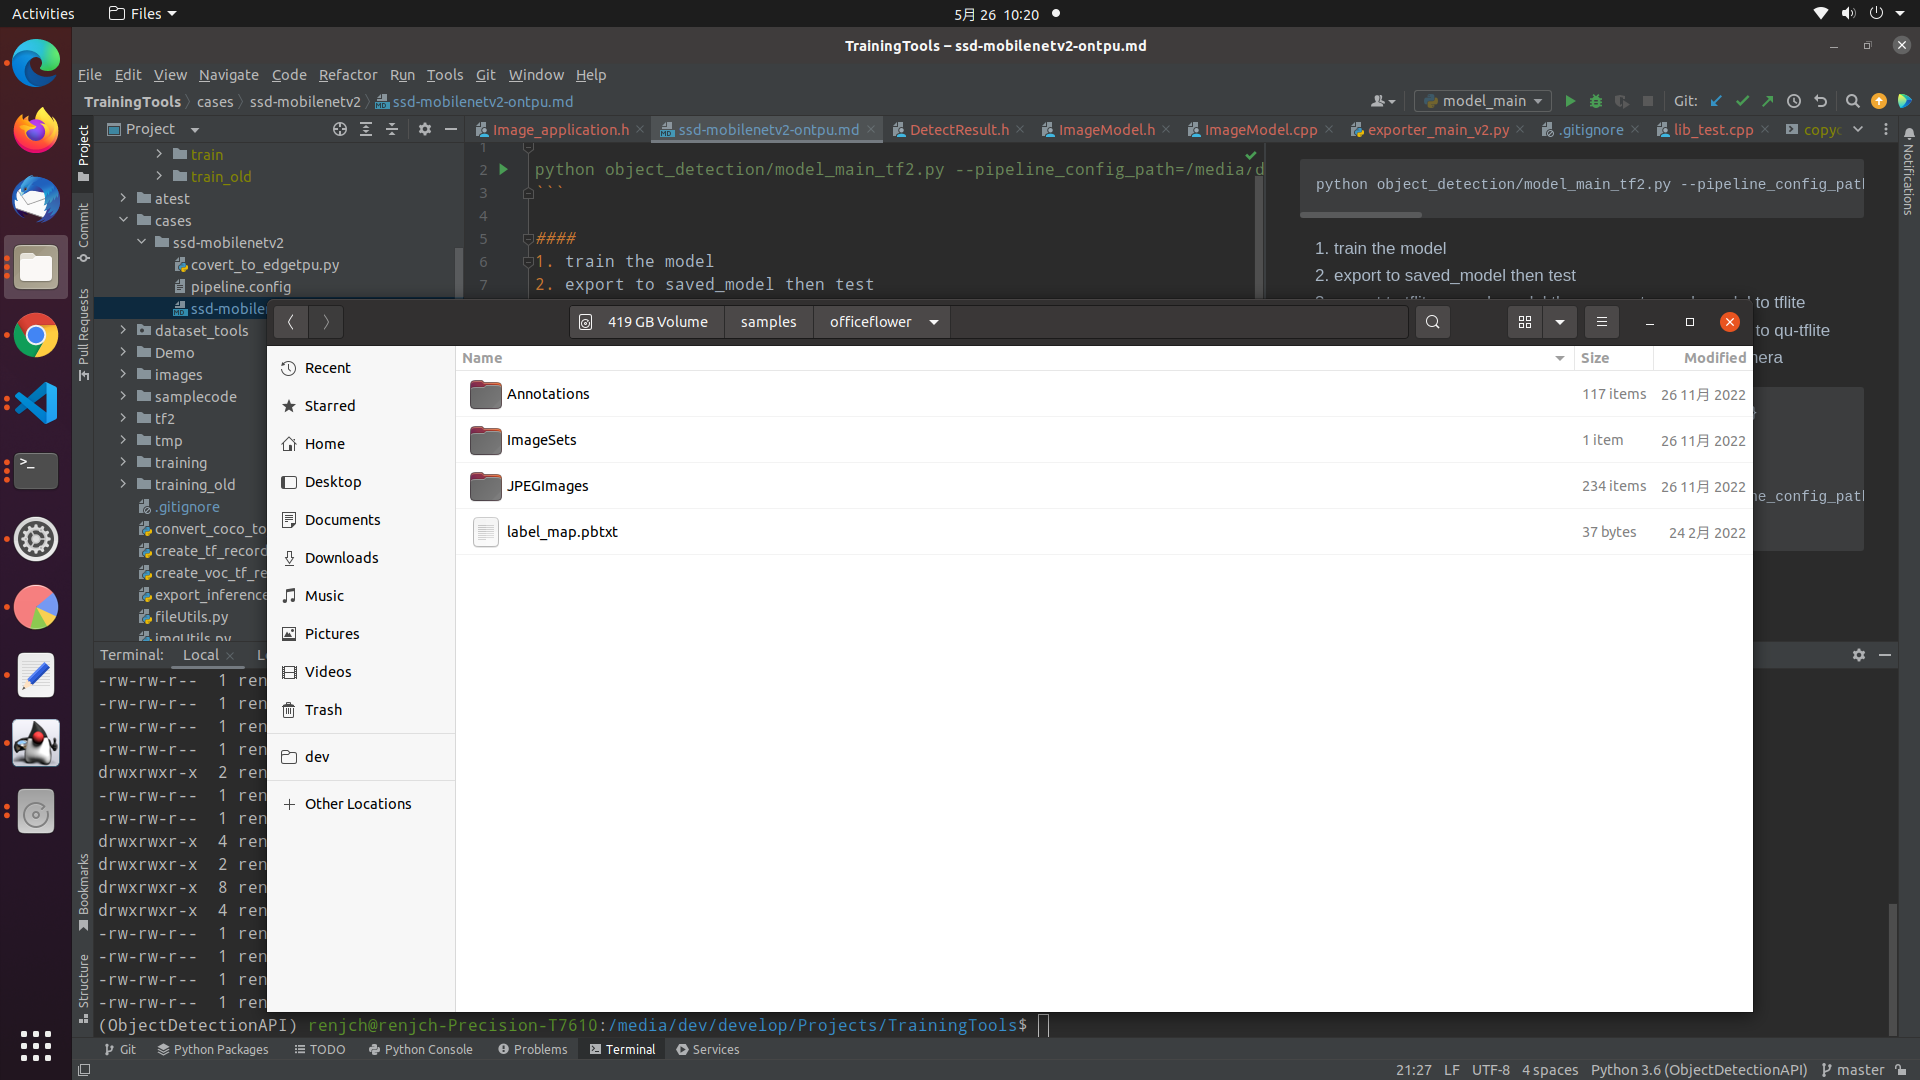 Activities
Files
5月 26 10:20
TrainingTools – ssd-mobilenetv2-ontpu.md
File Edit View Navigate Code Refactor Run Tools Git Window Help
TrainingTools cases ssd-mobilenetv2 ssd-mobilenetv2-ontpu.md
model_main
Git:
Project
Image_application.h
ssd-mobilenetv2-ontpu.md
DetectResult.h
ImageModel.h
ImageModel.cpp
exporter_main_v2.py
.gitignore
lib_test.cpp
Project
Commit
Pull Requests
Bookmarks
Structure
Notifications
train
train_old
atest
cases
ssd-mobilenetv2
covert_to_edgetpu.py
pipeline.config
ssd-mobile
dataset_tools
Demo
images
samplecode
tf2
tmp
training
training_old
.gitignore
convert_coco_to
create_tf_record
create_voc_tf_re
export_inference
fileUtils.py
imgUtils.py
1
2 python object_detection/model_main_tf2.py --pipeline_config_path=/media/d
3 ```
4
5 ####
6 1. train the model
7 2. export to saved_model then test
python object_detection/model_main_tf2.py --pipeline_config_path
1. train the model
2. export to saved_model then test
to tflite
to qu-tflite
era
ne_config_path
419 GB Volume samples officeflower
Recent
Starred
Home
Desktop
Documents
Downloads
Music
Pictures
Videos
Trash
dev
Other Locations
Name Size Modified
Annotations 117 items 26 11月 2022
ImageSets 1 item 26 11月 2022
JPEGImages 234 items 26 11月 2022
label_map.pbtxt 37 bytes 24 2月 2022
Terminal: Local
-rw-rw-r-- 1 ren
-rw-rw-r-- 1 ren
-rw-rw-r-- 1 ren
-rw-rw-r-- 1 ren
drwxrwxr-x 2 ren
-rw-rw-r-- 1 ren
-rw-rw-r-- 1 ren
drwxrwxr-x 4 ren
drwxrwxr-x 2 ren
drwxrwxr-x 8 ren
drwxrwxr-x 4 ren
-rw-rw-r-- 1 ren
-rw-rw-r-- 1 ren
-rw-rw-r-- 1 ren
-rw-rw-r-- 1 ren
(ObjectDetectionAPI) renjch@renjch-Precision-T7610:/media/dev/develop/Projects/TrainingTools$
Git Python Packages TODO Python Console Problems Terminal Services
21:27 LF UTF-8 4 spaces Python 3.6 (ObjectDetectionAPI) master